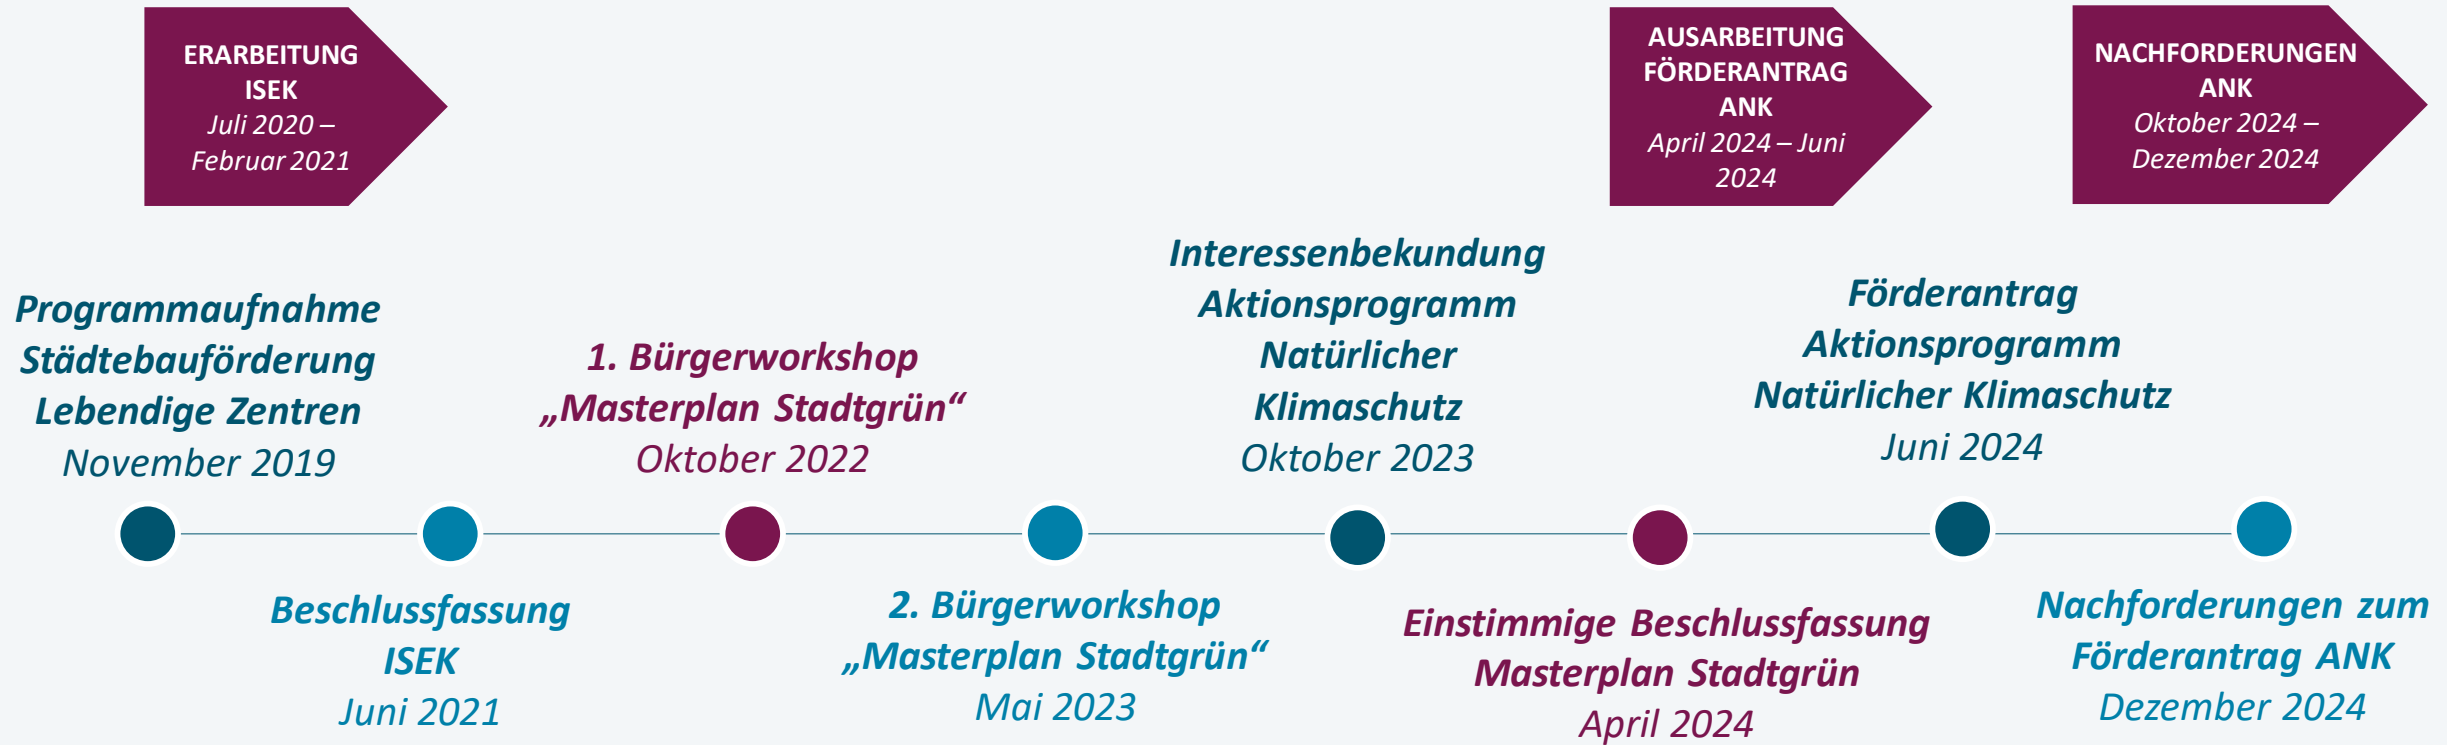 ERARBEITUNG
ISEK
Juli 2020 –
Februar 2021
AUSARBEITUNG
FÖRDERANTRAG
ANK
April 2024 – Juni
2024
NACHFORDERUNGEN
ANK
Oktober 2024 –
Dezember 2024
Programmaufnahme
Städtebauförderung
Lebendige Zentren
November 2019
1. Bürgerworkshop
„Masterplan Stadtgrün“
Oktober 2022
Interessenbekundung
Aktionsprogramm
Natürlicher
Klimaschutz
Oktober 2023
Förderantrag
Aktionsprogramm
Natürlicher Klimaschutz
Juni 2024
Beschlussfassung
ISEK
Juni 2021
2. Bürgerworkshop
„Masterplan Stadtgrün“
Mai 2023
Einstimmige Beschlussfassung
Masterplan Stadtgrün
April 2024
Nachforderungen zum
Förderantrag ANK
Dezember 2024